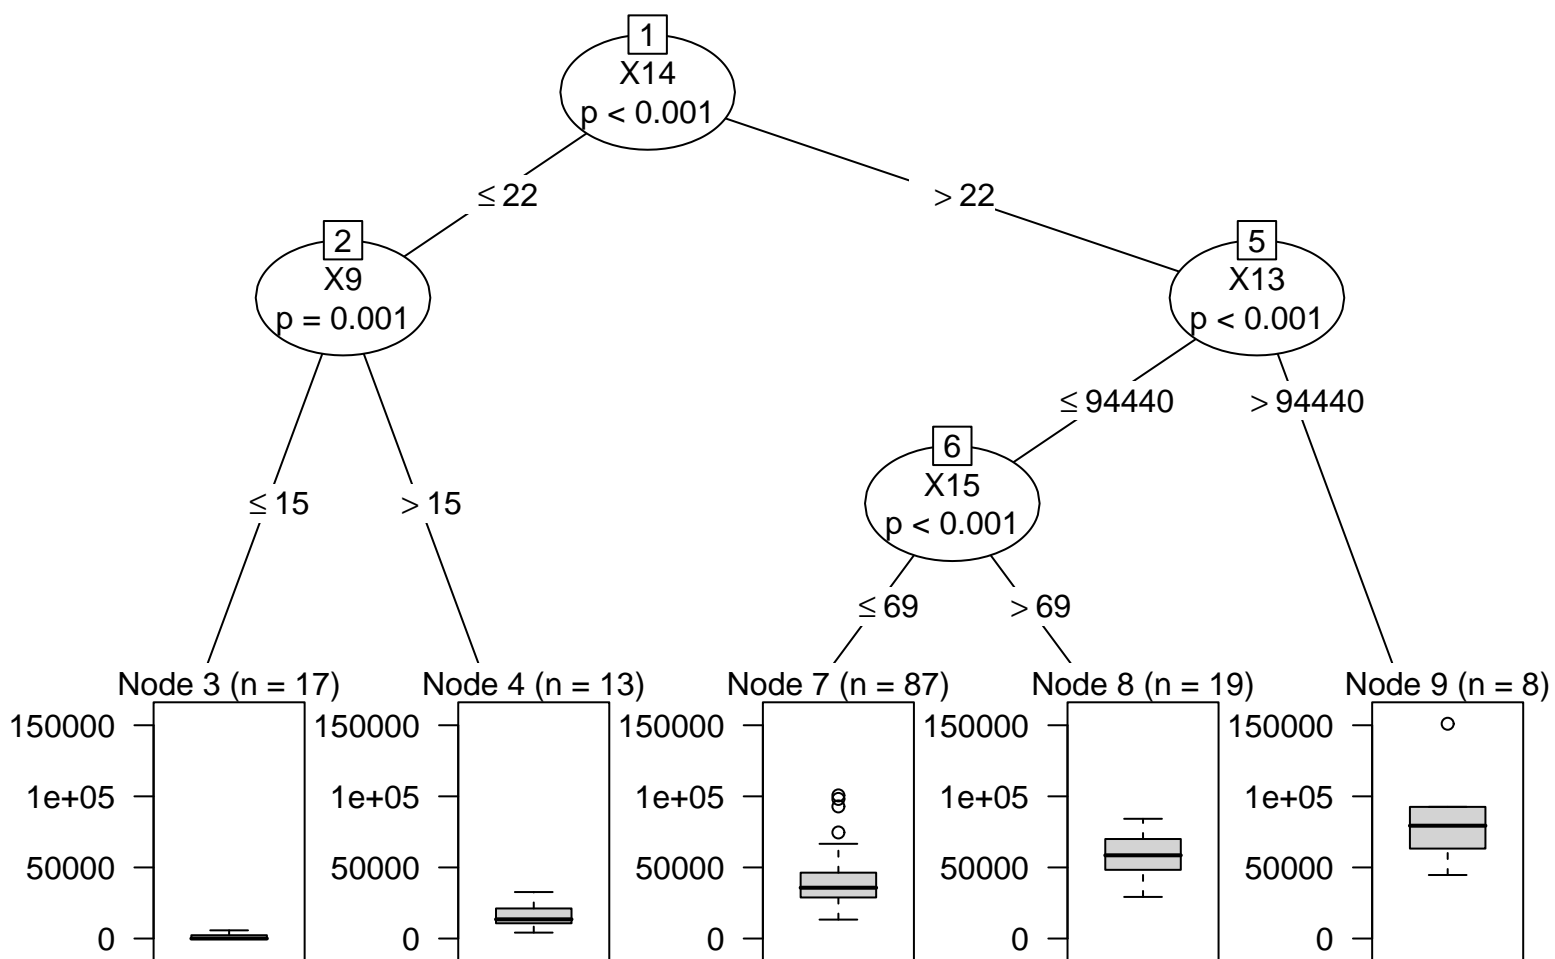 1
X14
p < 0.001
≤ 22
> 22
2
X9
p = 0.001
5
X13
p < 0.001
≤ 94440
> 94440
6
X15
p < 0.001
≤ 15
> 15
≤ 69
> 69
Node 3 (n = 17)
Node 4 (n = 13)
Node 7 (n = 87)
Node 8 (n = 19)
Node 9 (n = 8)
150000
1e+05
50000
0
150000
1e+05
50000
0
150000
1e+05
50000
0
150000
1e+05
50000
0
150000
1e+05
50000
0